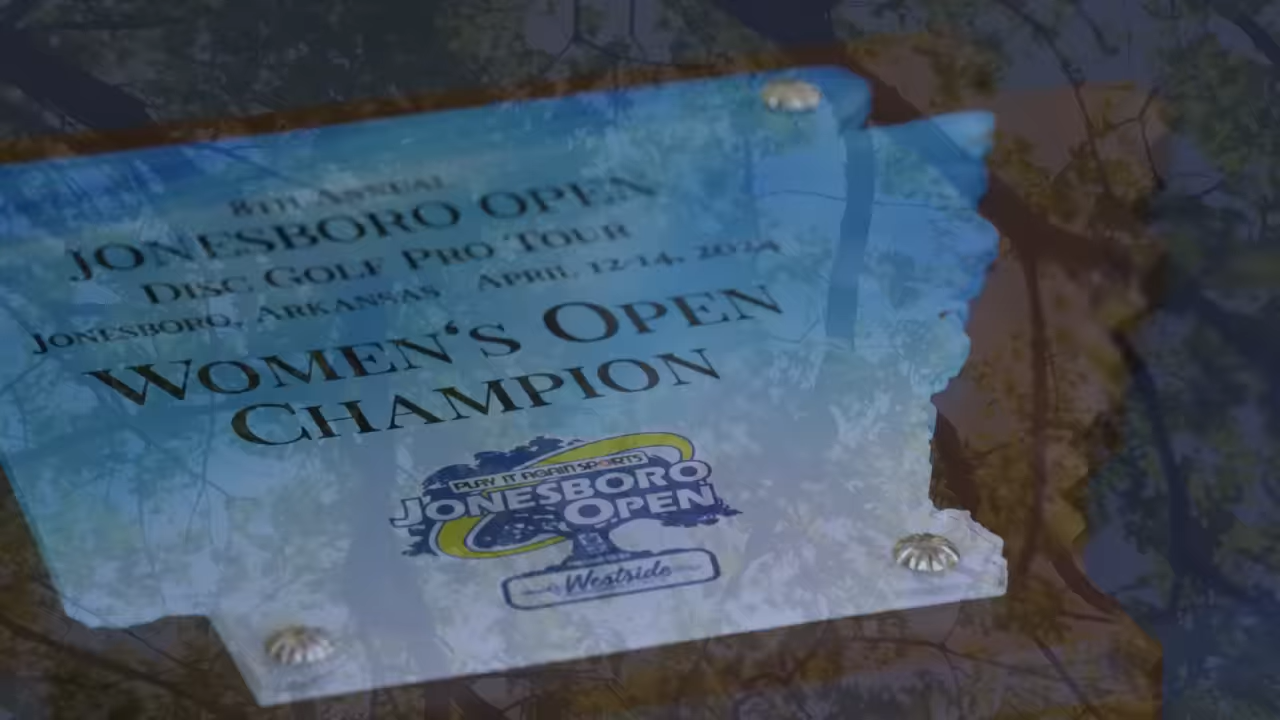 8th Annual
Jonesboro Open
Disc Golf Pro Tour
Jonesboro, Arkansas April 12-14, 2024
Women's Open
Champion
PLAY IT AGAIN SPORTS
JONESBORO
OPEN
Westside